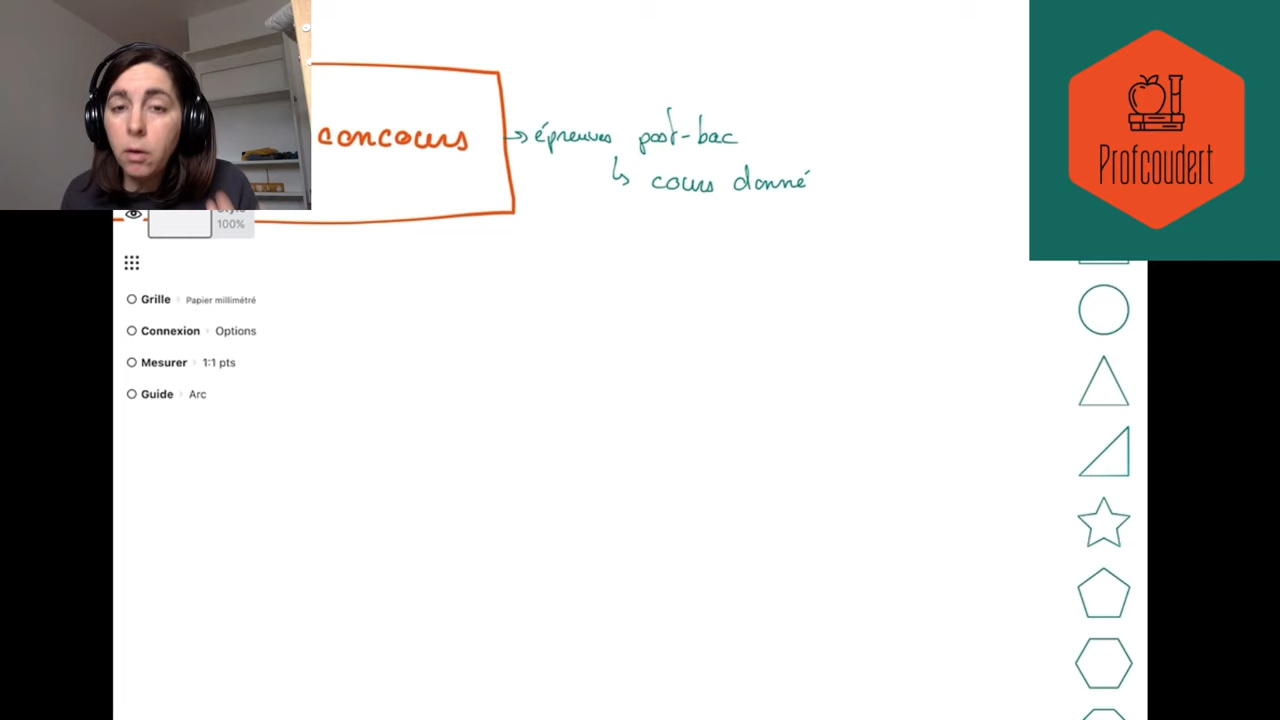 concours
→ épreuves post-bac
↳ cours donné
Profcoudert
100%
Grille › Papier millimétré
Connexion › Options
Mesurer › 1:1 pts
Guide › Arc